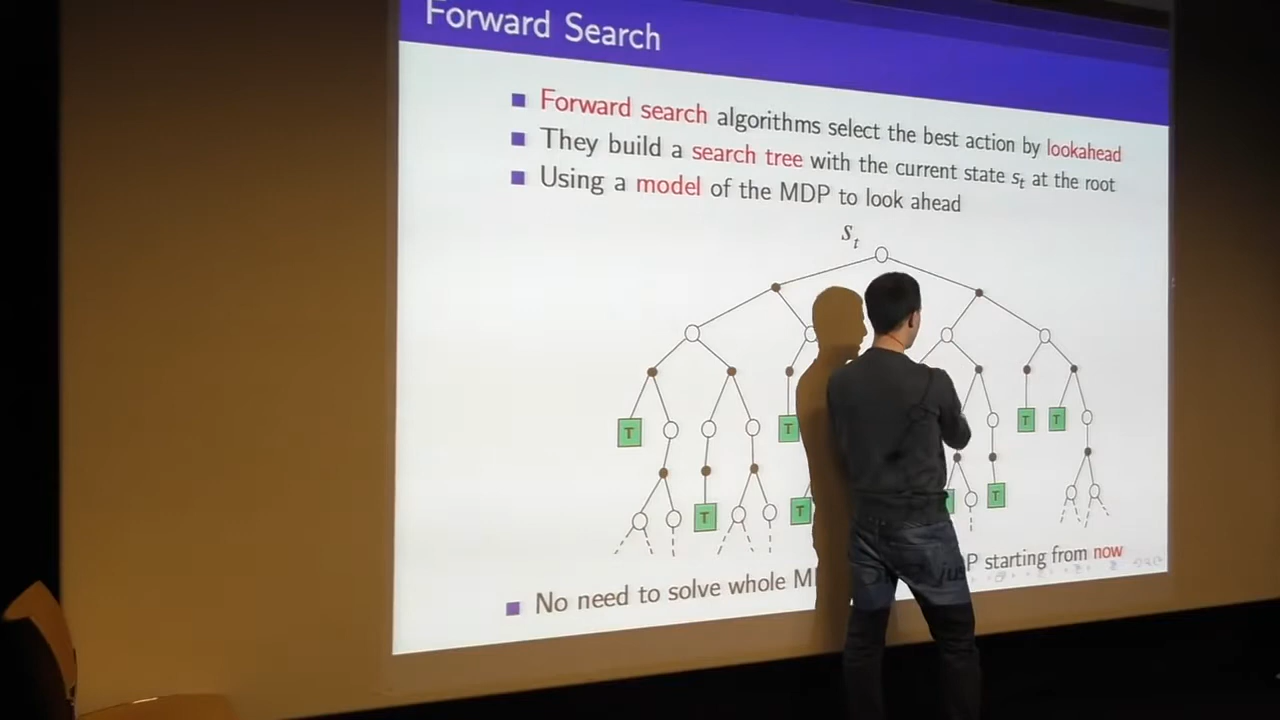 Forward Search
Forward search algorithms select the best action by lookahead
They build a search tree with the current state st at the root
Using a model of the MDP to look ahead
st
T
T
T
T
T
T
T
T
No need to solve whole M P starting from now